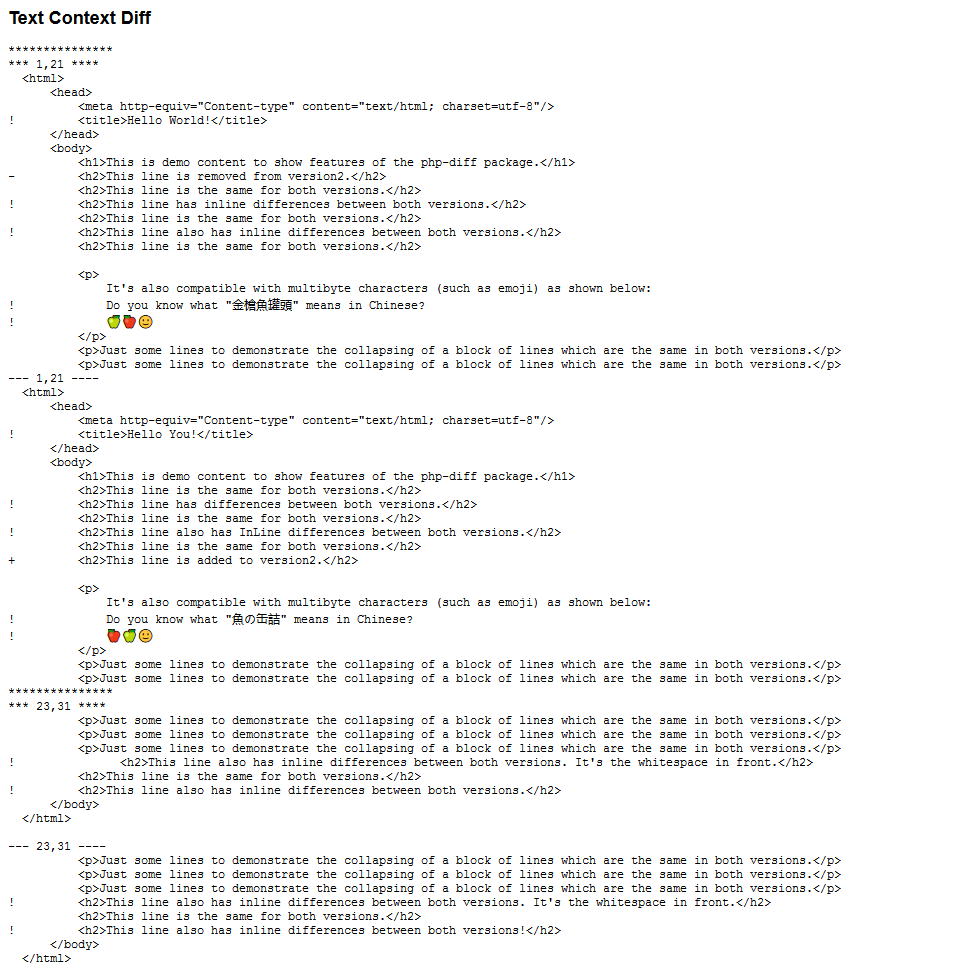 Text Context Diff
***************
*** 1,21 ****
  <html>
      <head>
          <meta http-equiv="Content-type" content="text/html; charset=utf-8"/>
!         <title>Hello World!</title>
      </head>
      <body>
          <h1>This is demo content to show features of the php-diff package.</h1>
-         <h2>This line is removed from version2.</h2>
          <h2>This line is the same for both versions.</h2>
!         <h2>This line has inline differences between both versions.</h2>
          <h2>This line is the same for both versions.</h2>
!         <h2>This line also has inline differences between both versions.</h2>
          <h2>This line is the same for both versions.</h2>

          <p>
              It's also compatible with multibyte characters (such as emoji) as shown below:
!             Do you know what "金槍魚罐頭" means in Chinese?
!             🍏🍎🙂
          </p>
          <p>Just some lines to demonstrate the collapsing of a block of lines which are the same in both versions.</p>
          <p>Just some lines to demonstrate the collapsing of a block of lines which are the same in both versions.</p>
--- 1,21 ----
  <html>
      <head>
          <meta http-equiv="Content-type" content="text/html; charset=utf-8"/>
!         <title>Hello You!</title>
      </head>
      <body>
          <h1>This is demo content to show features of the php-diff package.</h1>
          <h2>This line is the same for both versions.</h2>
!         <h2>This line has differences between both versions.</h2>
          <h2>This line is the same for both versions.</h2>
!         <h2>This line also has InLine differences between both versions.</h2>
          <h2>This line is the same for both versions.</h2>
+         <h2>This line is added to version2.</h2>

          <p>
              It's also compatible with multibyte characters (such as emoji) as shown below:
!             Do you know what "魚の缶詰" means in Chinese?
!             🍎🍏🙂
          </p>
          <p>Just some lines to demonstrate the collapsing of a block of lines which are the same in both versions.</p>
          <p>Just some lines to demonstrate the collapsing of a block of lines which are the same in both versions.</p>
***************
*** 23,31 ****
          <p>Just some lines to demonstrate the collapsing of a block of lines which are the same in both versions.</p>
          <p>Just some lines to demonstrate the collapsing of a block of lines which are the same in both versions.</p>
          <p>Just some lines to demonstrate the collapsing of a block of lines which are the same in both versions.</p>
!               <h2>This line also has inline differences between both versions. It's the whitespace in front.</h2>
          <h2>This line is the same for both versions.</h2>
!         <h2>This line also has inline differences between both versions.</h2>
      </body>
  </html>

--- 23,31 ----
          <p>Just some lines to demonstrate the collapsing of a block of lines which are the same in both versions.</p>
          <p>Just some lines to demonstrate the collapsing of a block of lines which are the same in both versions.</p>
          <p>Just some lines to demonstrate the collapsing of a block of lines which are the same in both versions.</p>
!         <h2>This line also has inline differences between both versions. It's the whitespace in front.</h2>
          <h2>This line is the same for both versions.</h2>
!         <h2>This line also has inline differences between both versions!</h2>
      </body>
  </html>